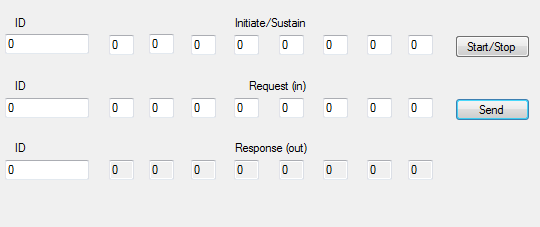 ID Initiate/Sustain
0 0 0 0 0 0 0 0 0 Start/Stop
ID Request (in)
0 0 0 0 0 0 0 0 0 Send
ID Response (out)
0 0 0 0 0 0 0 0 0